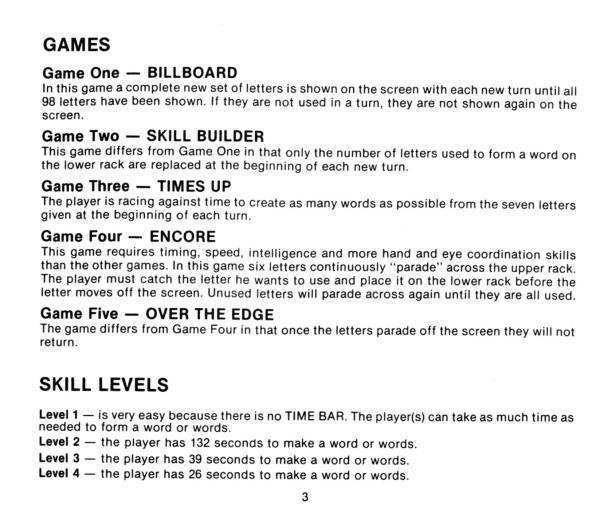 GAMES
Game One — BILLBOARD
In this game a complete new set of letters is shown on the screen with each new turn until all
98 letters have been shown. If they are not used in a turn, they are not shown again on the
screen.
Game Two — SKILL BUILDER
This game differs from Game One in that only the number of letters used to form a word on
the lower rack are replaced at the beginning of each new turn.
Game Three — TIMES UP
The player is racing against time to create as many words as possible from the seven letters
given at the beginning of each turn.
Game Four — ENCORE
This game requires timing, speed, intelligence and more hand and eye coordination skills
than the other games. In this game six letters continuously "parade" across the upper rack.
The player must catch the letter he wants to use and place it on the lower rack before the
letter moves off the screen. Unused letters will parade across again until they are all used.
Game Five — OVER THE EDGE
The game differs from Game Four in that once the letters parade off the screen they will not
return.
SKILL LEVELS
Level 1 — is very easy because there is no TIME BAR. The player(s) can take as much time as
needed to form a word or words.
Level 2 — the player has 132 seconds to make a word or words.
Level 3 — the player has 39 seconds to make a word or words.
Level 4 — the player has 26 seconds to make a word or words.
3